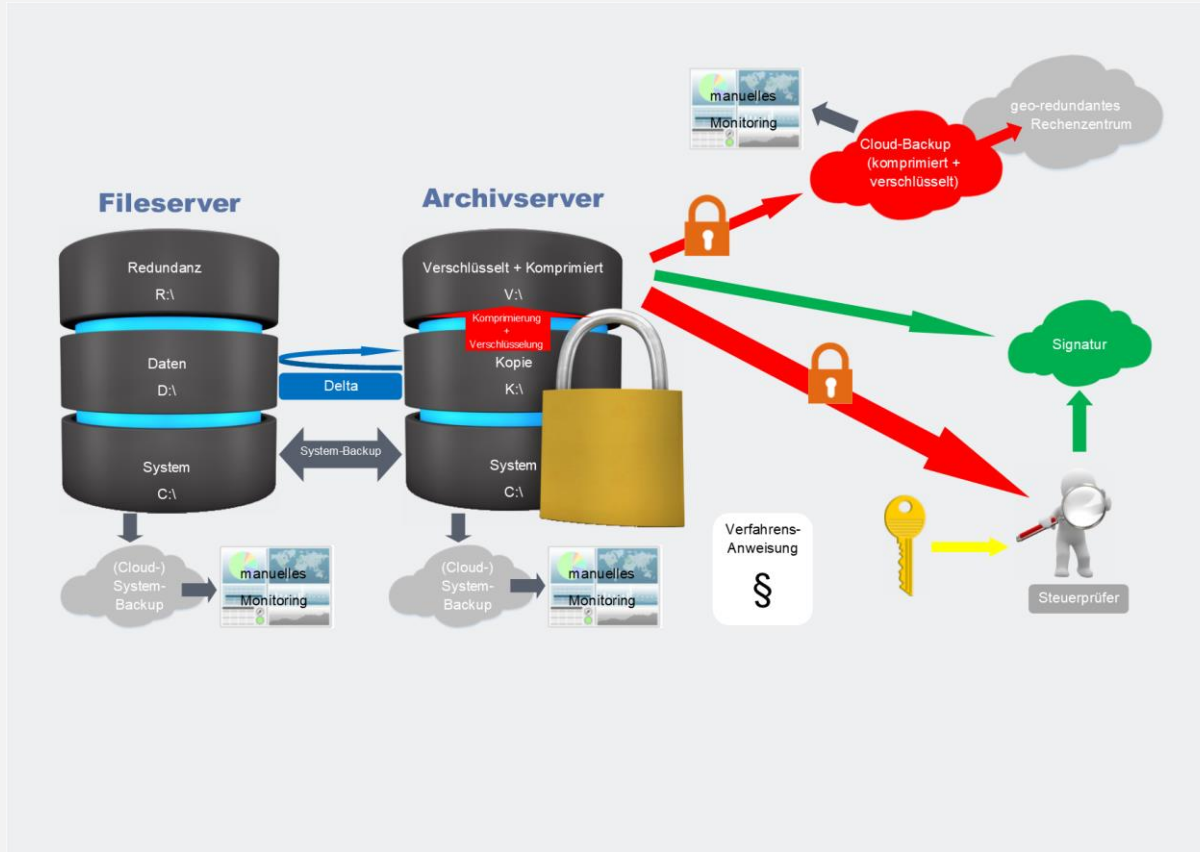 manuelles
Monitoring
geo-redundantes
Rechenzentrum
Cloud-Backup
(komprimiert +
verschlüsselt)
Fileserver
Archivserver
Redundanz
R:\
Verschlüsselt + Komprimiert
V:\
Komprimierung
+
Verschlüsselung
Daten
D:\
Delta
Kopie
K:\
Signatur
System
C:\
System-Backup
System
C:\
(Cloud-)
System-
Backup
manuelles
Monitoring
(Cloud-)
System-
Backup
manuelles
Monitoring
Verfahrens-
Anweisung
§
Steuerprüfer